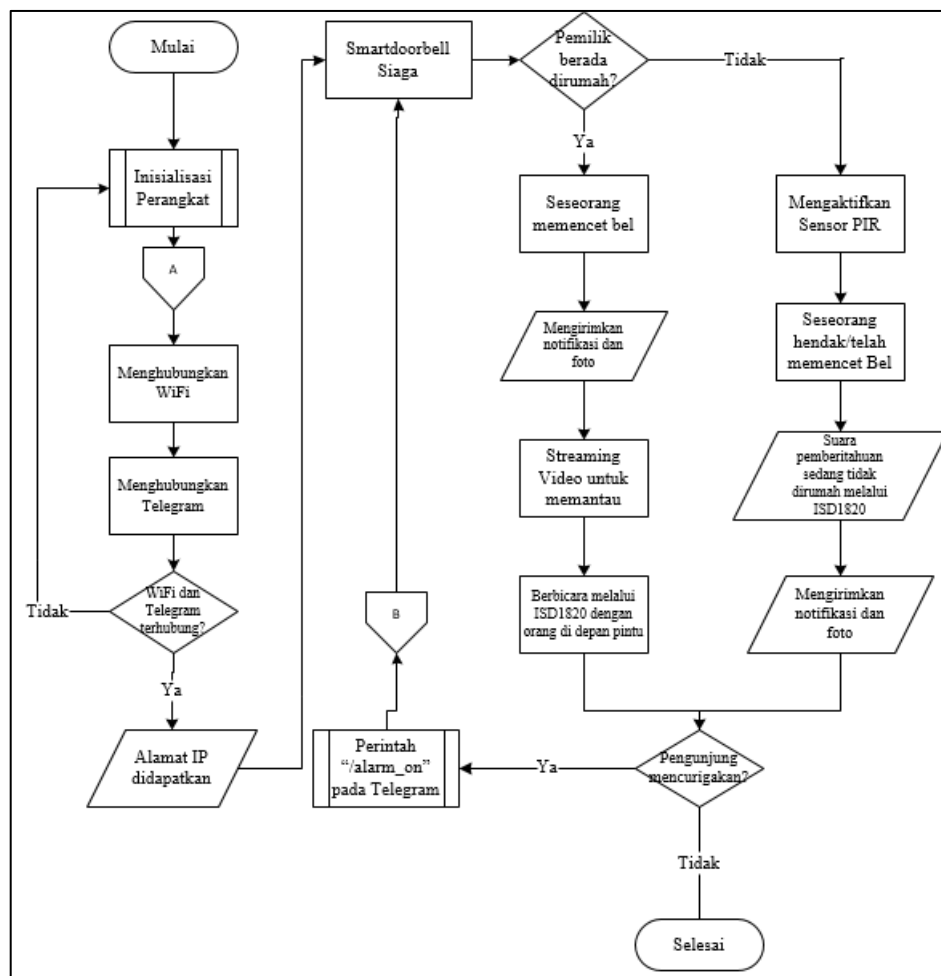 Mulai
Inisialisasi
Perangkat
A
Menghubungkan
WiFi
Menghubungkan
Telegram
WiFi dan
Telegram
terhubung?
Tidak
Ya
Alamat IP
didapatkan
Smartdoorbell
Siaga
Pemilik
berada
dirumah?
Tidak
Ya
Seseorang
memencet bel
Mengirimkan
notifikasi dan
foto
Streaming
Video untuk
memantau
Berbicara melalui
ISD1820 dengan
orang di depan pintu
Mengaktifkan
Sensor PIR
Seseorang
hendak/telah
memencet Bel
Suara
pemberitahuan
sedang tidak
dirumah melalui
ISD1820
Mengirimkan
notifikasi dan
foto
Pengunjung
mencurigakan?
Ya
Perintah
“/alarm_on”
pada Telegram
B
Tidak
Selesai